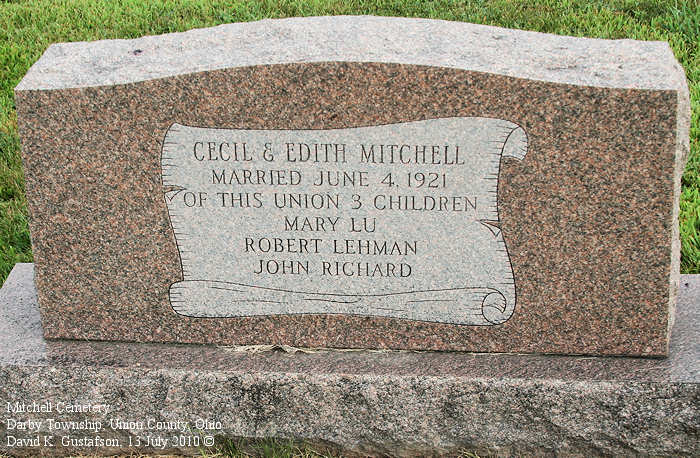 CECIL & EDITH MITCHELL
MARRIED JUNE 4, 1921
OF THIS UNION 3 CHILDREN
MARY LU
ROBERT LEHMAN
JOHN RICHARD
Mitchell Cemetery
Darby Township, Union County, Ohio
David K. Gustafson, 13 July 2010 ©